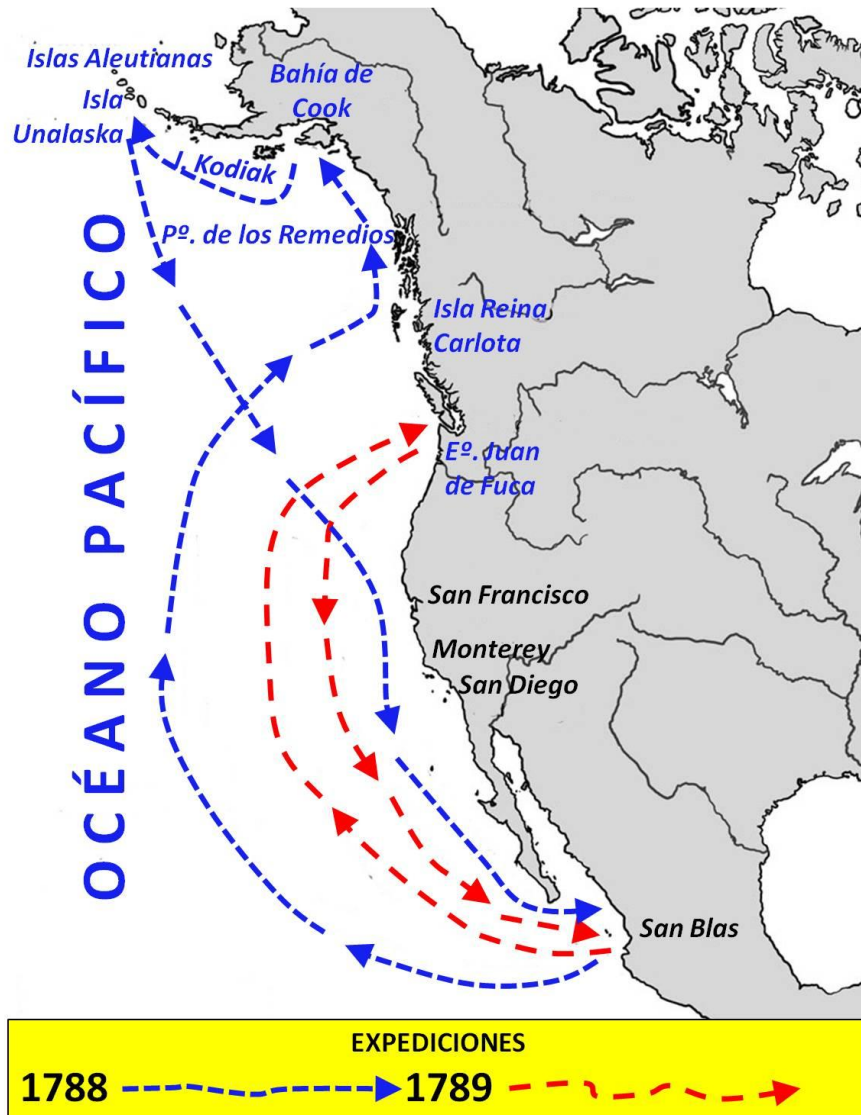 Islas Aleutianas
Bahía de
Cook
Isla
Unalaska
I. Kodiak
Pº. de los Remedios
OCÉANO PACÍFICO
Isla Reina
Carlota
Eº. Juan
de Fuca
San Francisco
Monterey
San Diego
San Blas
EXPEDICIONES
1788 1789